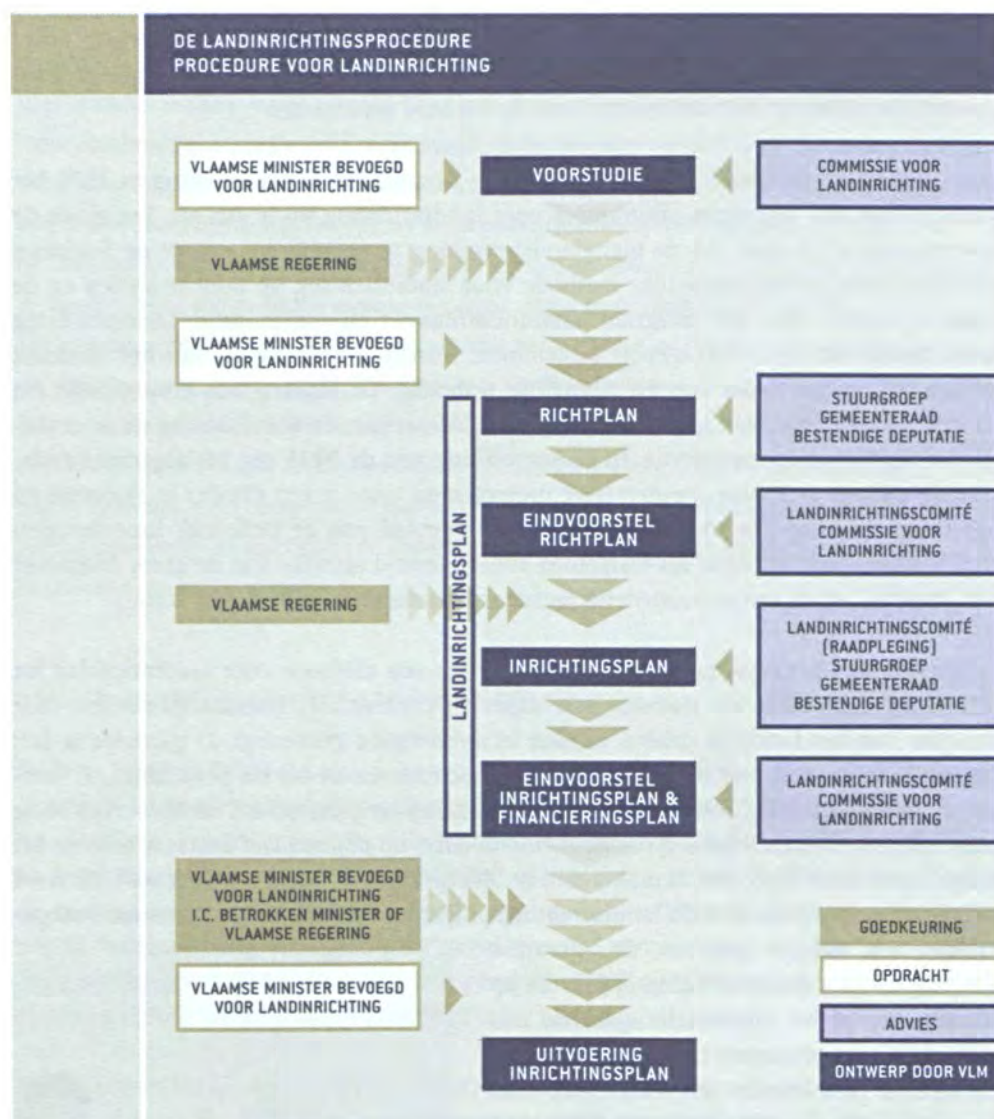 DE LANDINRICHTINGSPROCEDURE
PROCEDURE VOOR LANDINRICHTING
VLAAMSE MINISTER BEVOEGD
VOOR LANDINRICHTING
VOORSTUDIE
COMMISSIE VOOR
LANDINRICHTING
VLAAMSE REGERING
VLAAMSE MINISTER BEVOEGD
VOOR LANDINRICHTING
LANDINRICHTINGSPLAN
RICHTPLAN
STUURGROEP
GEMEENTERAAD
BESTENDIGE DEPUTATIE
EINDVOORSTEL
RICHTPLAN
LANDINRICHTINGSCOMITÉ
COMMISSIE VOOR
LANDINRICHTING
VLAAMSE REGERING
INRICHTINGSPLAN
LANDINRICHTINGSCOMITÉ
(RAADPLEGING)
STUURGROEP
GEMEENTERAAD
BESTENDIGE DEPUTATIE
EINDVOORSTEL
INRICHTINGSPLAN &
FINANCIERINGSPLAN
LANDINRICHTINGSCOMITÉ
COMMISSIE VOOR
LANDINRICHTING
VLAAMSE MINISTER BEVOEGD
VOOR LANDINRICHTING
I.C. BETROKKEN MINISTER OF
VLAAMSE REGERING
VLAAMSE MINISTER BEVOEGD
VOOR LANDINRICHTING
UITVOERING
INRICHTINGSPLAN
GOEDKEURING
OPDRACHT
ADVIES
ONTWERP DOOR VLM